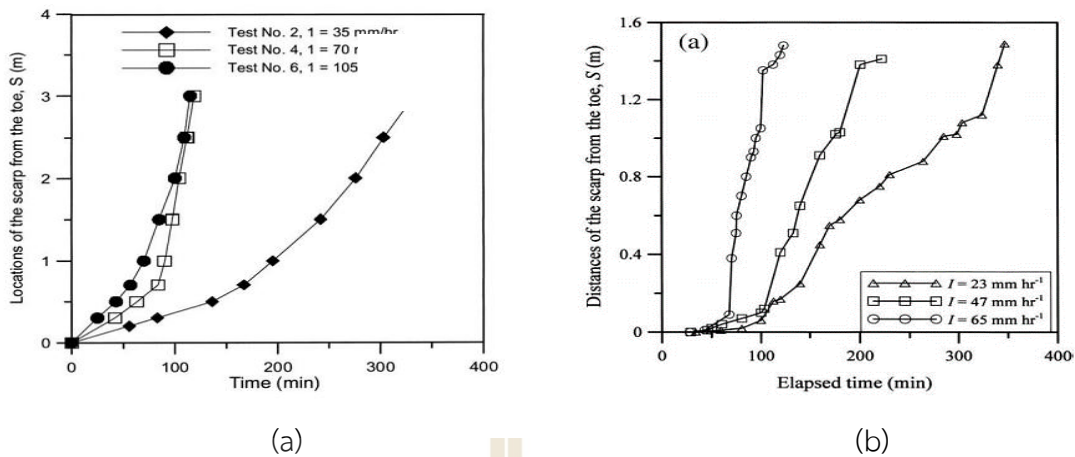 4
3
2
1
0
Locations of the scarp from the toe, S (m)
Test No. 2, 1 = 35 mm/hr
Test No. 4, 1 = 70
Test No. 6, 1 = 105
0 100 200 300 400
Time (min)
(a)
1.6
1.2
0.8
0.4
0
Distances of the scarp from the toe, S (m)
(a)
I = 23 mm hr-1
I = 47 mm hr-1
I = 65 mm hr-1
0 100 200 300 400
Elapsed time (min)
(b)